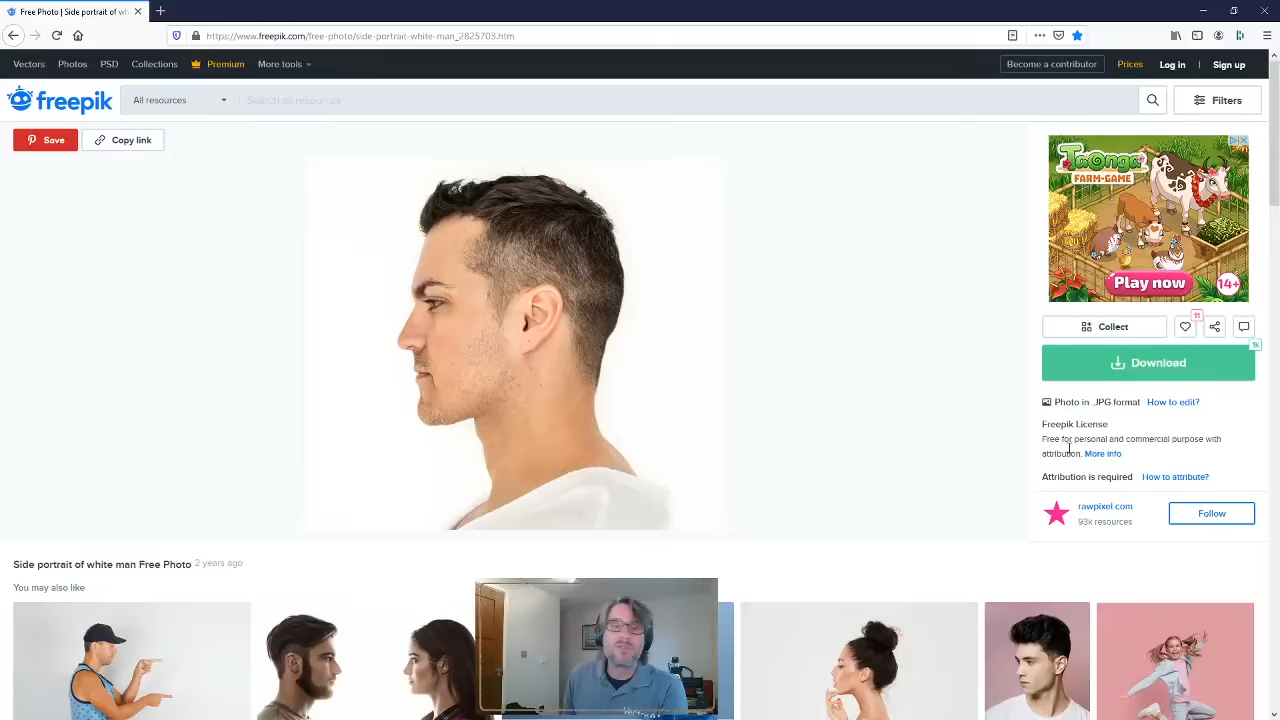 Free Photo | Side portrait of wh
https://www.freepik.com/free-photo/side-portrait-white-man_2825703.htm
Vectors Photos PSD Collections Premium More tools Become a contributor Prices Log in | Sign up
freepik All resources Search all resources Filters
Save Copy link
Taonga
FARM-GAME
Play now 14+
11
Collect
1k
Download
Photo in .JPG format How to edit?
Freepik License
Free for personal and commercial purpose with
attribution. More info
Attribution is required How to attribute?
rawpixel.com
93k resources
Follow
Side portrait of white man Free Photo 2 years ago
You may also like